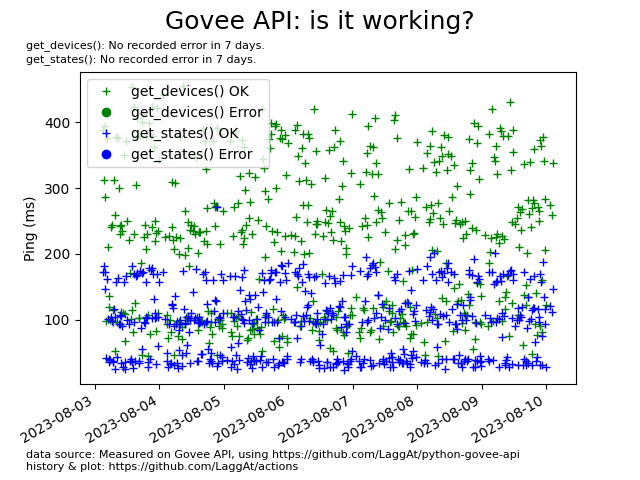 Govee API: is it working?
get_devices(): No recorded error in 7 days.
get_states(): No recorded error in 7 days.
get_devices() OK
get_devices() Error
get_states() OK
get_states() Error
Ping (ms)
400
300
200
100
2023-08-03
2023-08-04
2023-08-05
2023-08-06
2023-08-07
2023-08-08
2023-08-09
2023-08-10
data source: Measured on Govee API, using https://github.com/LaggAt/python-govee-api
history & plot: https://github.com/LaggAt/actions